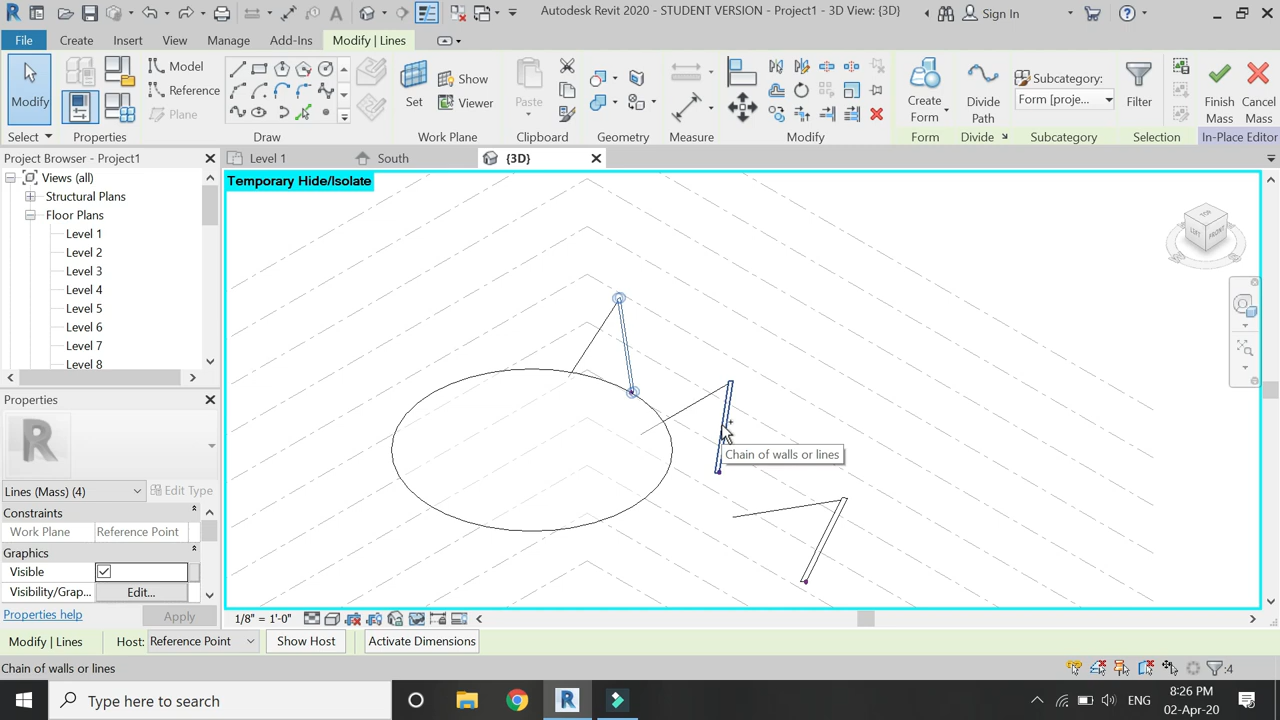 Autodesk Revit 2020 - STUDENT VERSION - Project1 - 3D View: {3D}
Sign In
File
Create
Insert
View
Manage
Add-Ins
Modify | Lines
Modify
Model
Reference
Plane
Set
Show
Viewer
Paste
Create Form
Divide Path
Subcategory:
Form [proje...
Filter
Finish Mass
Cancel Mass
Select
Properties
Draw
Work Plane
Clipboard
Geometry
Measure
Modify
Form
Divide
Subcategory
Selection
In-Place Editor
Project Browser - Project1
Level 1
South
{3D}
Views (all)
Structural Plans
Floor Plans
Level 1
Level 2
Level 3
Level 4
Level 5
Level 6
Level 7
Level 8
Temporary Hide/Isolate
TOP
LEFT
FRONT
Chain of walls or lines
Properties
R
Lines (Mass) (4)
Edit Type
Constraints
Work Plane
Reference Point
Graphics
Visible
Visibility/Grap...
Edit...
Properties help
Apply
1/8" = 1'-0"
Modify | Lines
Host:
Reference Point
Show Host
Activate Dimensions
Chain of walls or lines
:4
Type here to search
ENG
8:26 PM
02-Apr-20